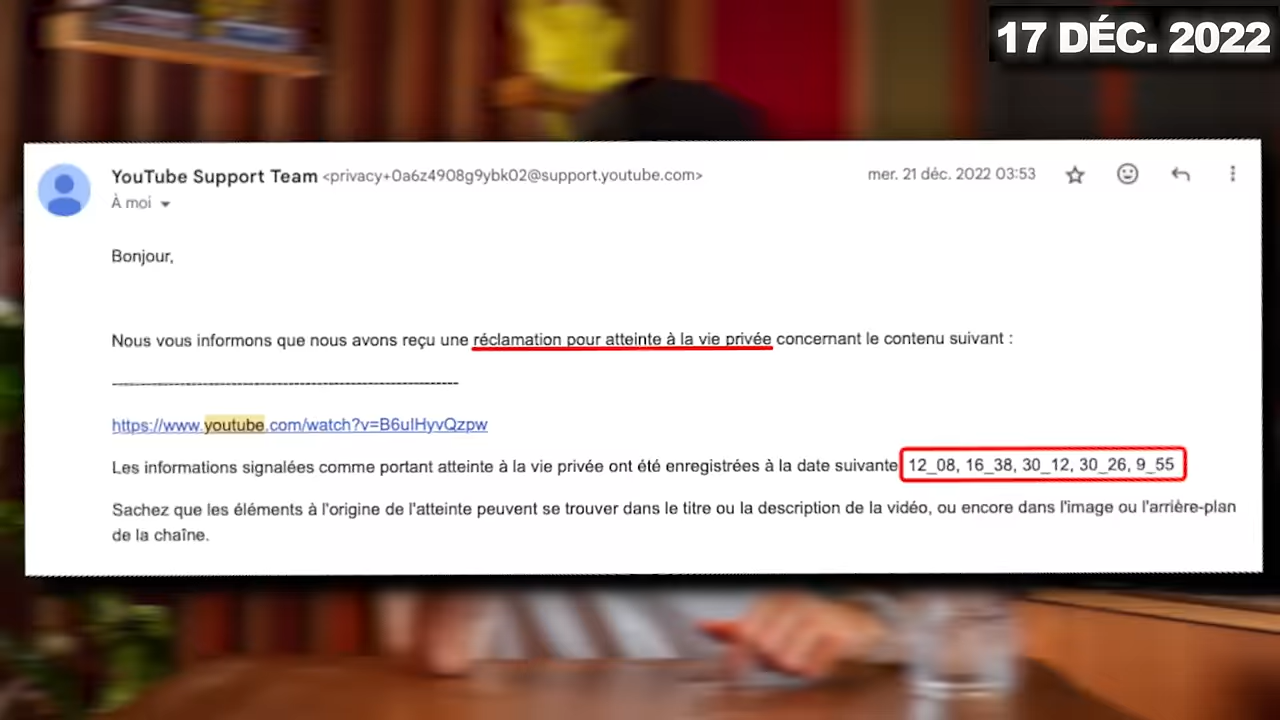 17 DÉC. 2022
YouTube Support Team <privacy+0a6z4908g9ybk02@support.youtube.com> mer. 21 déc. 2022 03:53
À moi
Bonjour,
Nous vous informons que nous avons reçu une réclamation pour atteinte à la vie privée concernant le contenu suivant :
https://www.youtube.com/watch?v=B6ulHyvQzpw
Les informations signalées comme portant atteinte à la vie privée ont été enregistrées à la date suivante 12_08, 16_38, 30_12, 30_26, 9_55
Sachez que les éléments à l'origine de l'atteinte peuvent se trouver dans le titre ou la description de la vidéo, ou encore dans l'image ou l'arrière-plan
de la chaîne.